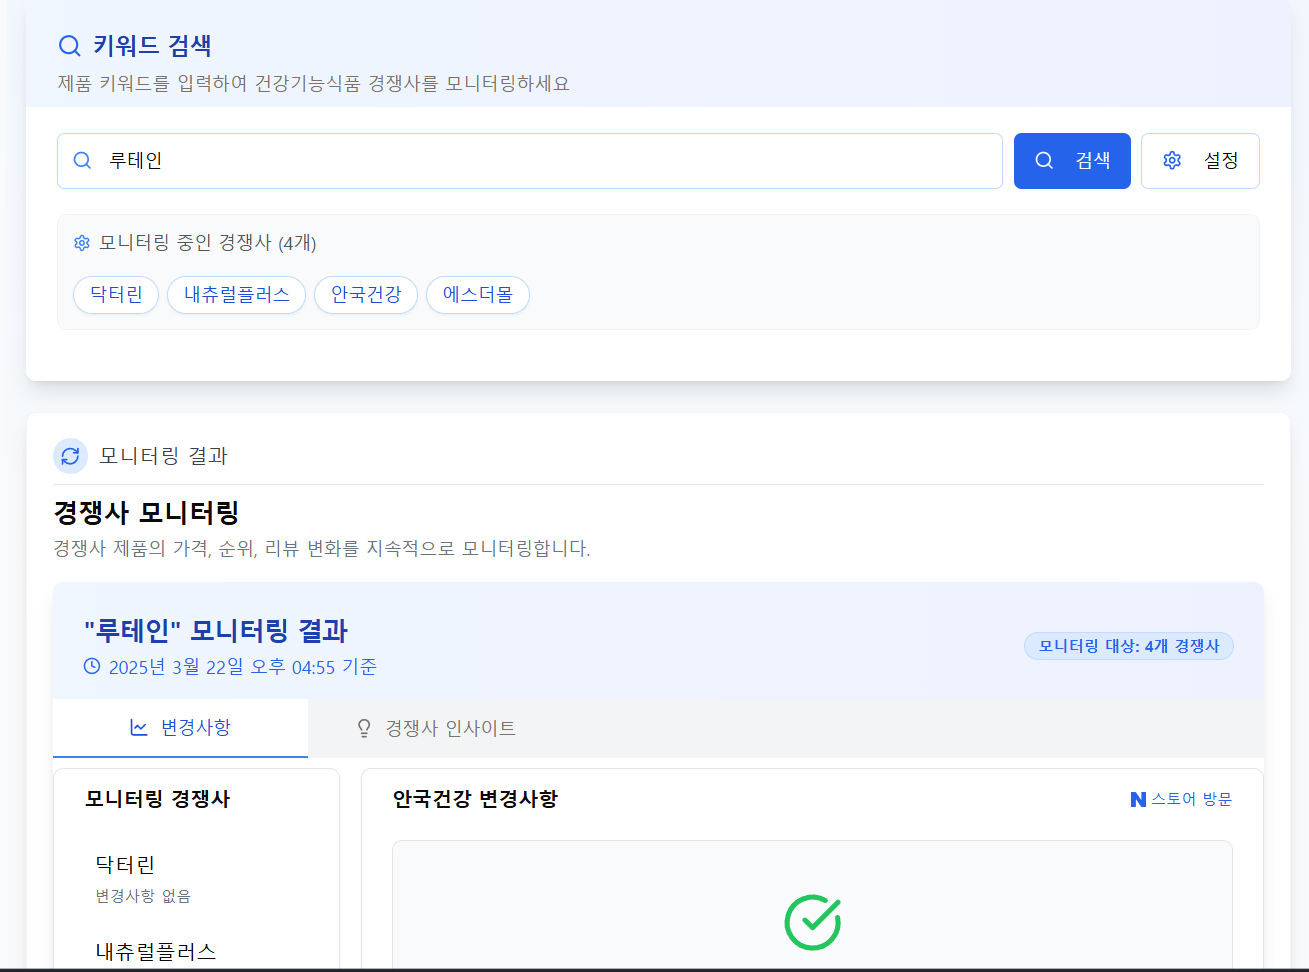 키워드 검색
제품 키워드를 입력하여 건강기능식품 경쟁사를 모니터링하세요
루테인
검색
설정
모니터링 중인 경쟁사 (4개)
닥터린
내츄럴플러스
안국건강
에스더몰
모니터링 결과
경쟁사 모니터링
경쟁사 제품의 가격, 순위, 리뷰 변화를 지속적으로 모니터링합니다.
"루테인" 모니터링 결과
2025년 3월 22일 오후 04:55 기준
모니터링 대상: 4개 경쟁사
변경사항
경쟁사 인사이트
모니터링 경쟁사
닥터린
변경사항 없음
내츄럴플러스
안국건강 변경사항
N 스토어 방문